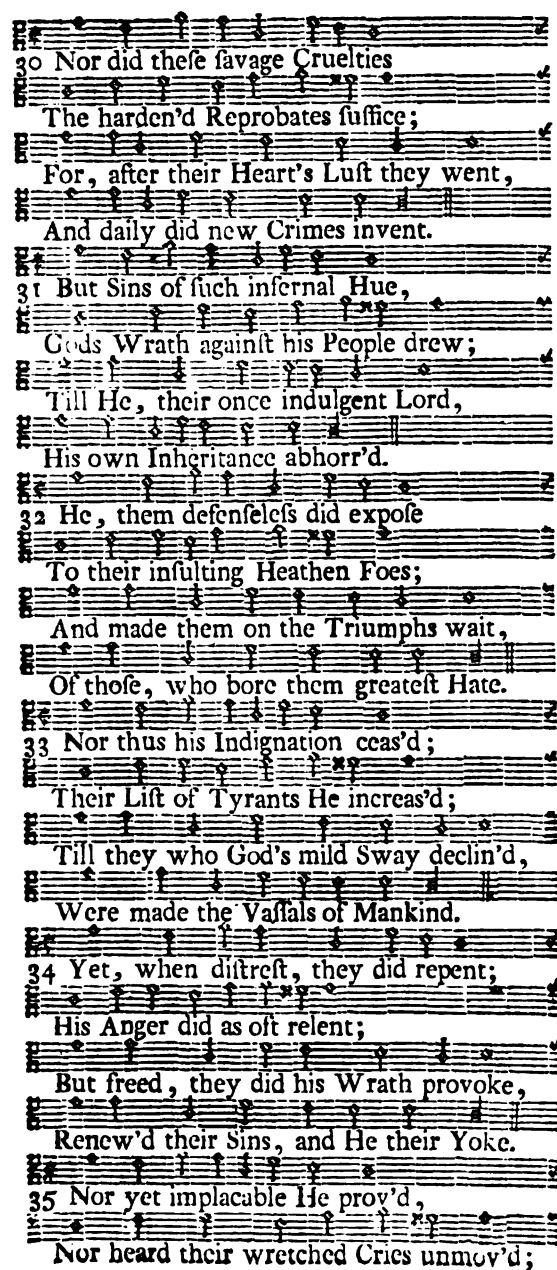 30 Nor did theſe ſavage Cruelties
The harden'd Reprobates ſuffice;
For, after their Heart's Luſt they went,
And daily did new Crimes invent.
31 But Sins of ſuch infernal Hue,
Gods Wrath againſt his People drew;
Till He, their once indulgent Lord,
His own Inheritance abhorr'd.
32 He, them defenſeleſs did expoſe
To their inſulting Heathen Foes;
And made them on the Triumphs wait,
Of thoſe, who bore them greateſt Hate.
33 Nor thus his Indignation ceas'd;
Their Liſt of Tyrants He increas'd;
Till they who God's mild Sway declin'd,
Were made the Vaſſals of Mankind.
34 Yet, when diſtreſt, they did repent;
His Anger did as oft relent;
But freed, they did his Wrath provoke,
Renew'd their Sins, and He their Yoke.
35 Nor yet implacable He prov'd,
Nor heard their wretched Cries unmov'd;